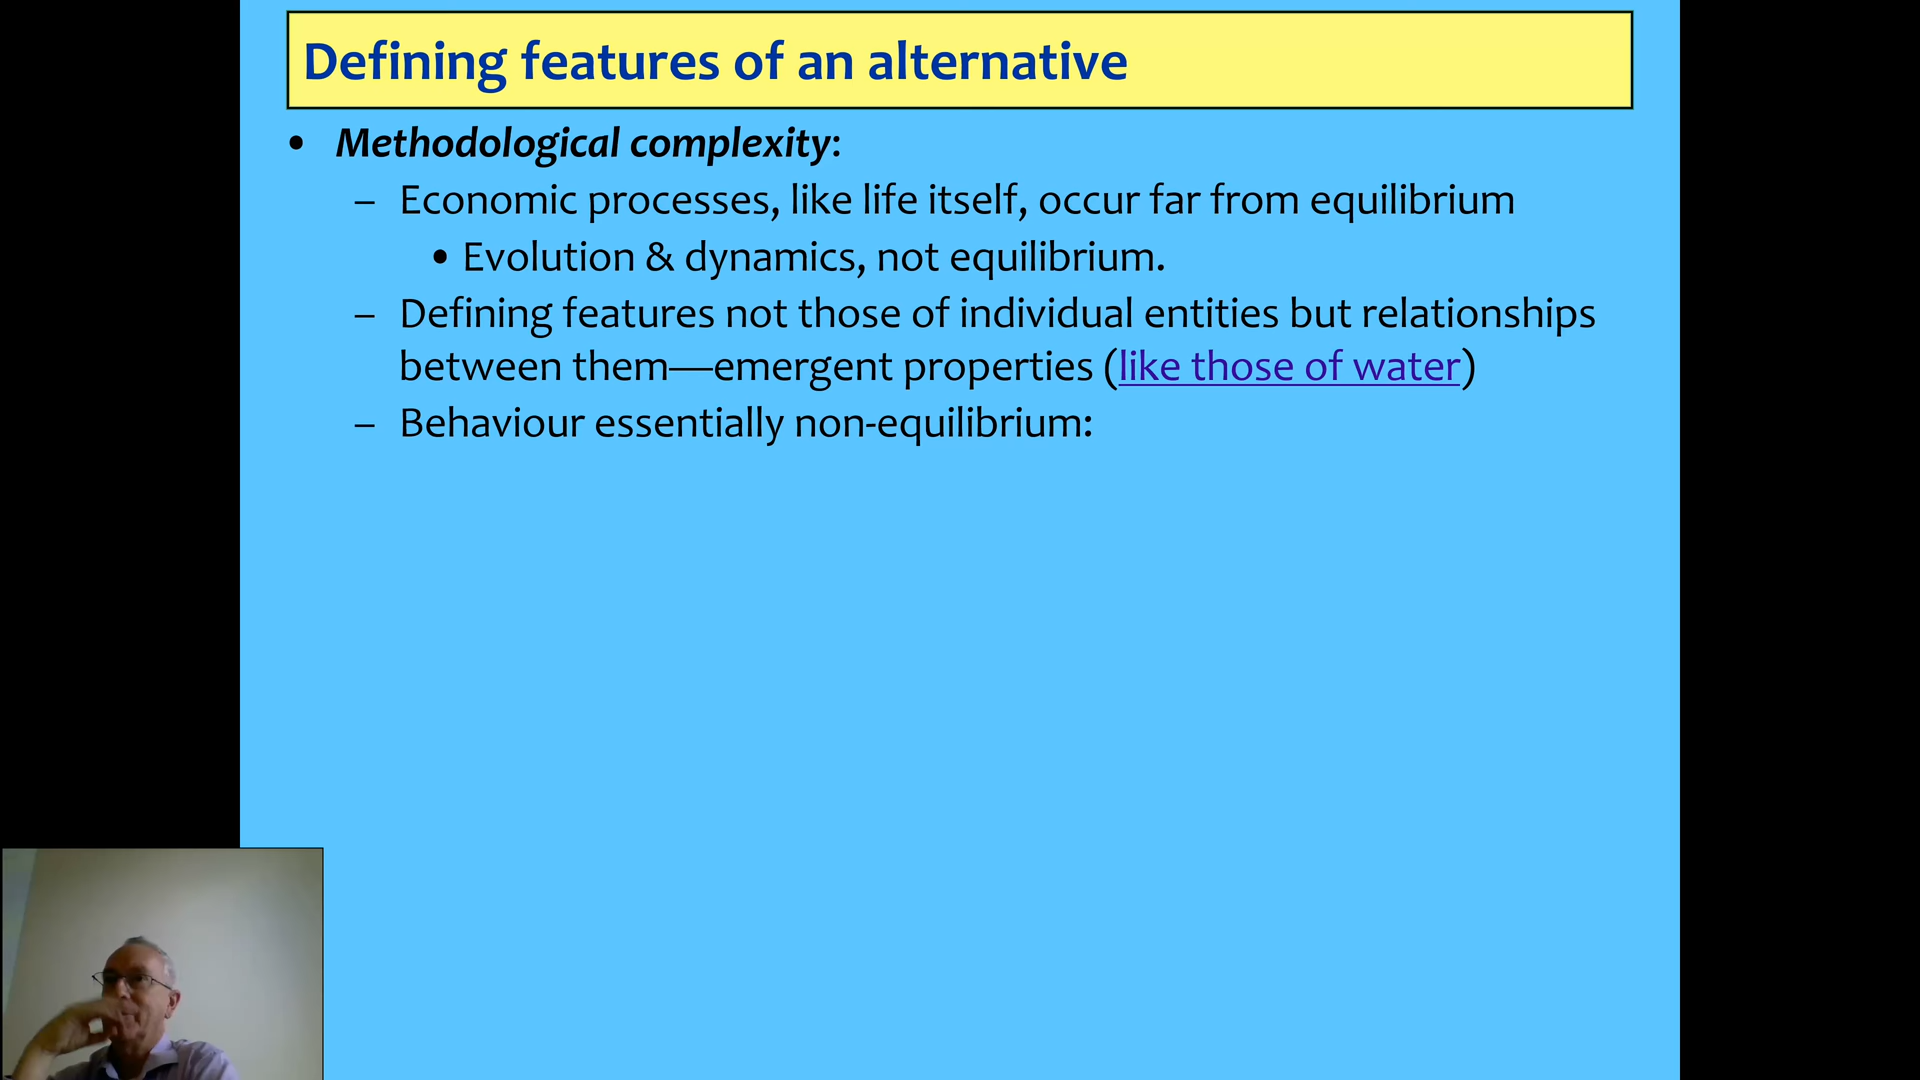 Defining features of an alternative
• Methodological complexity:
– Economic processes, like life itself, occur far from equilibrium
• Evolution & dynamics, not equilibrium.
– Defining features not those of individual entities but relationships
between them—emergent properties (like those of water)
– Behaviour essentially non-equilibrium: